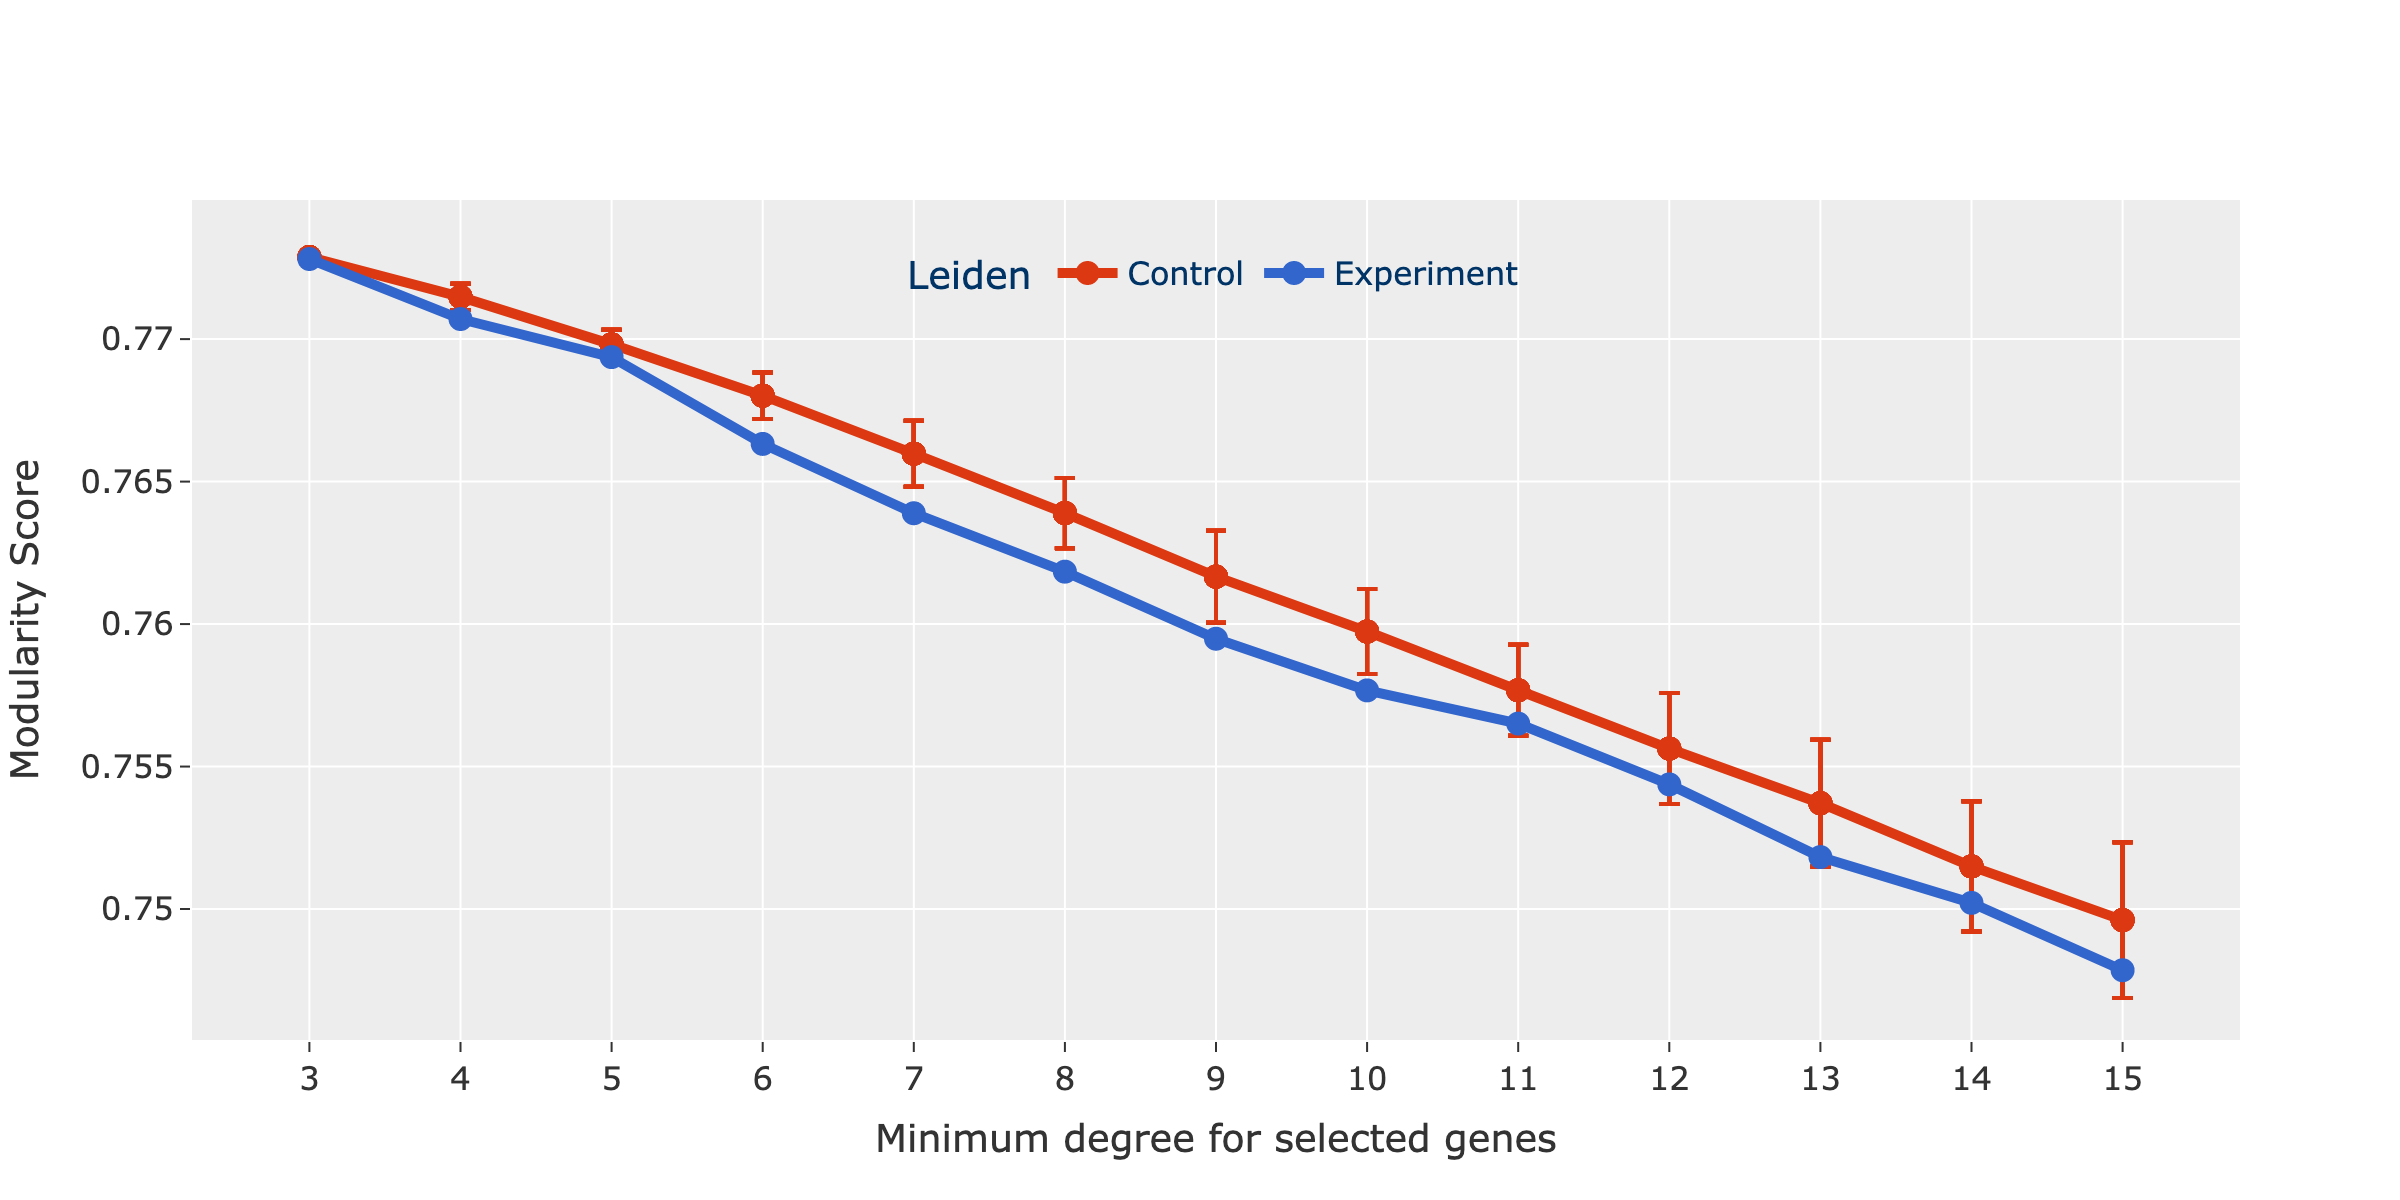 Leiden Control Experiment
0.77
0.765
0.76
0.755
0.75
Modularity Score
3 4 5 6 7 8 9 10 11 12 13 14 15
Minimum degree for selected genes